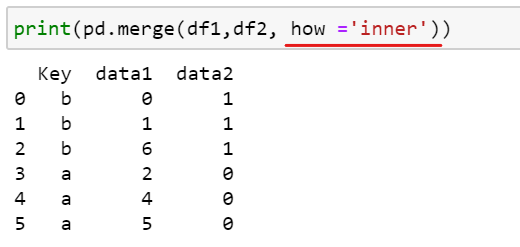 print(pd.merge(df1,df2, how ='inner'))
Key data1 data2
0 b 0 1
1 b 1 1
2 b 6 1
3 a 2 0
4 a 4 0
5 a 5 0